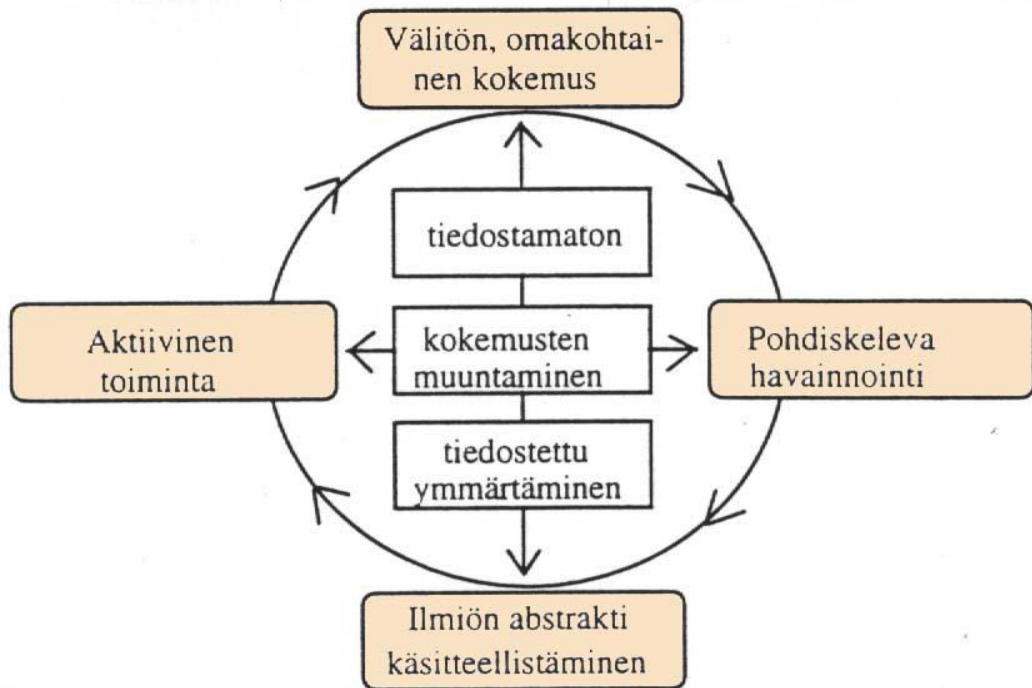 Välitön, omakohtai-
nen kokemus
tiedostamaton
Aktiivinen
toiminta
kokemusten
muuntaminen
Pohdiskeleva
havainnointi
tiedostettu
ymmärtäminen
Ilmiön abstrakti
käsitteellistäminen